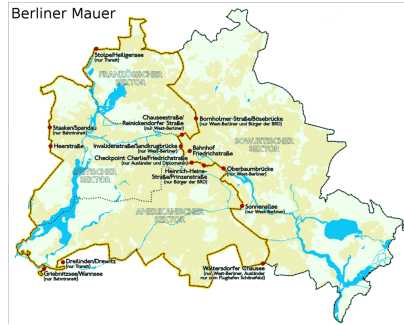 Berliner Mauer
Stolpe/Heiligensee
(nur Transit)
FRANZÖSISCHER
SEKTOR
Chausseestraße/
Reinickendorfer Straße
(nur West-Berliner)
Bornholmer-Straße/Bösebrücke
(nur West-Berliner und Bürger der BRD)
Staaken/Spandau
(nur Bahntransit)
Heerstraße
Invalidenstraße/Sandkrugbrücke
(nur West-Berliner)
Bahnhof
Friedrichstraße
SOWJETISCHER
SEKTOR
Checkpoint Charlie/Friedrichstraße
(nur Ausländer und Diplomaten)
BRITISCHER
SEKTOR
Heinrich-Heine-
Straße/Prinzenstraße
(nur Bürger der BRD)
Oberbaumbrücke
(nur West-Berliner)
Sonnenallee
(nur West-Berliner)
AMERIKANISCHER
SEKTOR
Dreilinden/Drewitz
(nur Transit)
Griebnitzsee/Wannsee
(nur Bahntransit)
Waltersdorfer Chausee
(nur West-Berliner, Ausländer
nur zum Flughafen Schönefeld)